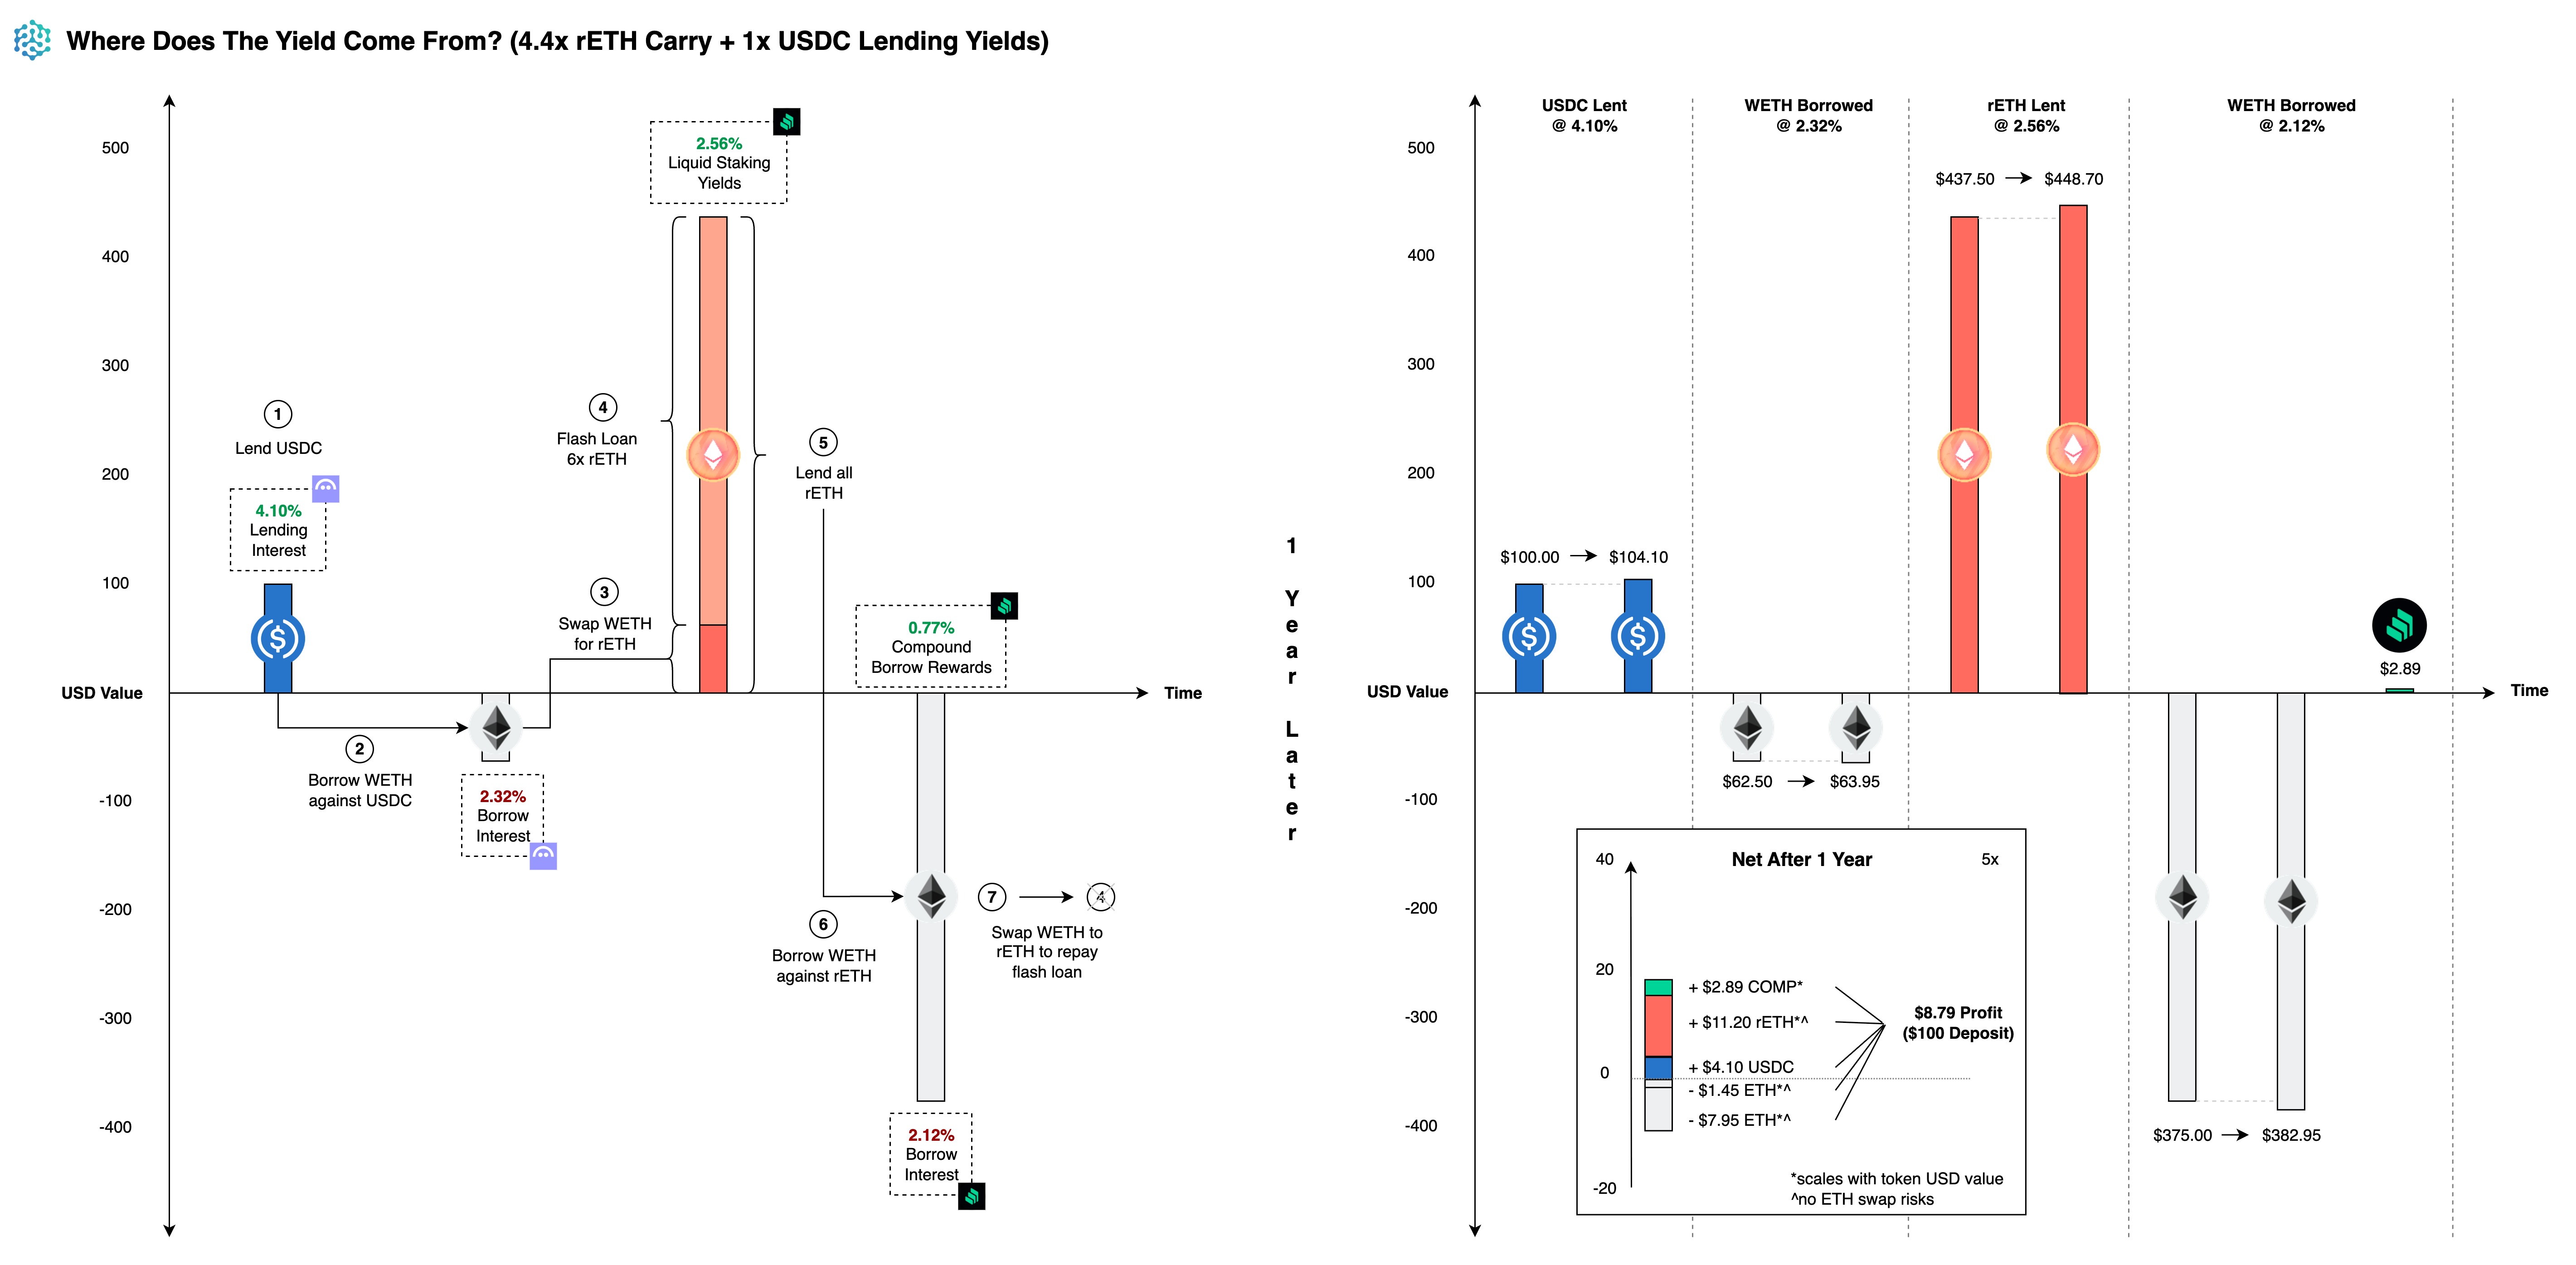 Where Does The Yield Come From? (4.4x rETH Carry + 1x USDC Lending Yields)
500
400
300
200
100
USD Value
-100
-200
-300
-400
Time
1
Lend USDC
4.10%
Lending
Interest
2
Borrow WETH
against USDC
2.32%
Borrow
Interest
3
Swap WETH
for rETH
4
Flash Loan
6x rETH
2.56%
Liquid Staking
Yields
5
Lend all
rETH
6
Borrow WETH
against rETH
0.77%
Compound
Borrow Rewards
2.12%
Borrow
Interest
7
4
Swap WETH to
rETH to repay
flash loan
1 Year Later
500
400
300
200
100
USD Value
-100
-200
-300
-400
Time
USDC Lent
@ 4.10%
$100.00
$104.10
WETH Borrowed
@ 2.32%
$62.50
$63.95
rETH Lent
@ 2.56%
$437.50
$448.70
WETH Borrowed
@ 2.12%
$2.89
$375.00
$382.95
Net After 1 Year
5x
40
20
0
-20
+ $2.89 COMP*
+ $11.20 rETH*^
+ $4.10 USDC
- $1.45 ETH*^
- $7.95 ETH*^
$8.79 Profit
($100 Deposit)
*scales with token USD value
^no ETH swap risks